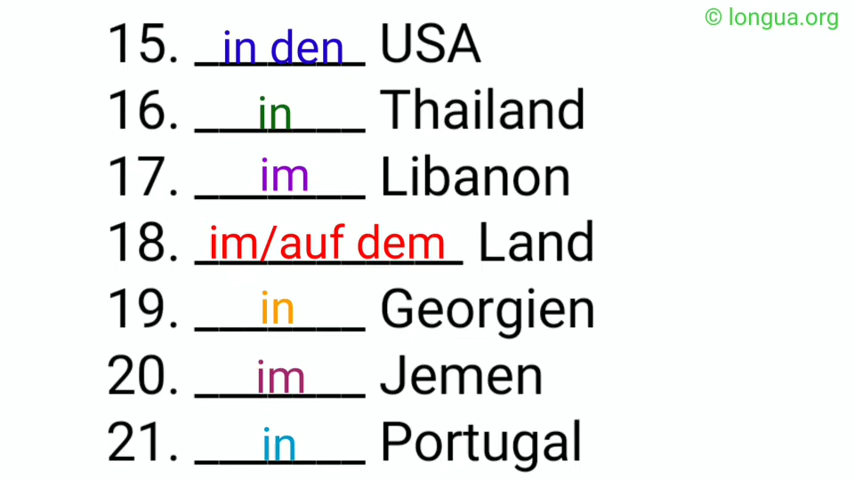 © longua.org
15. in den USA
16. in Thailand
17. im Libanon
18. im/auf dem Land
19. in Georgien
20. im Jemen
21. in Portugal